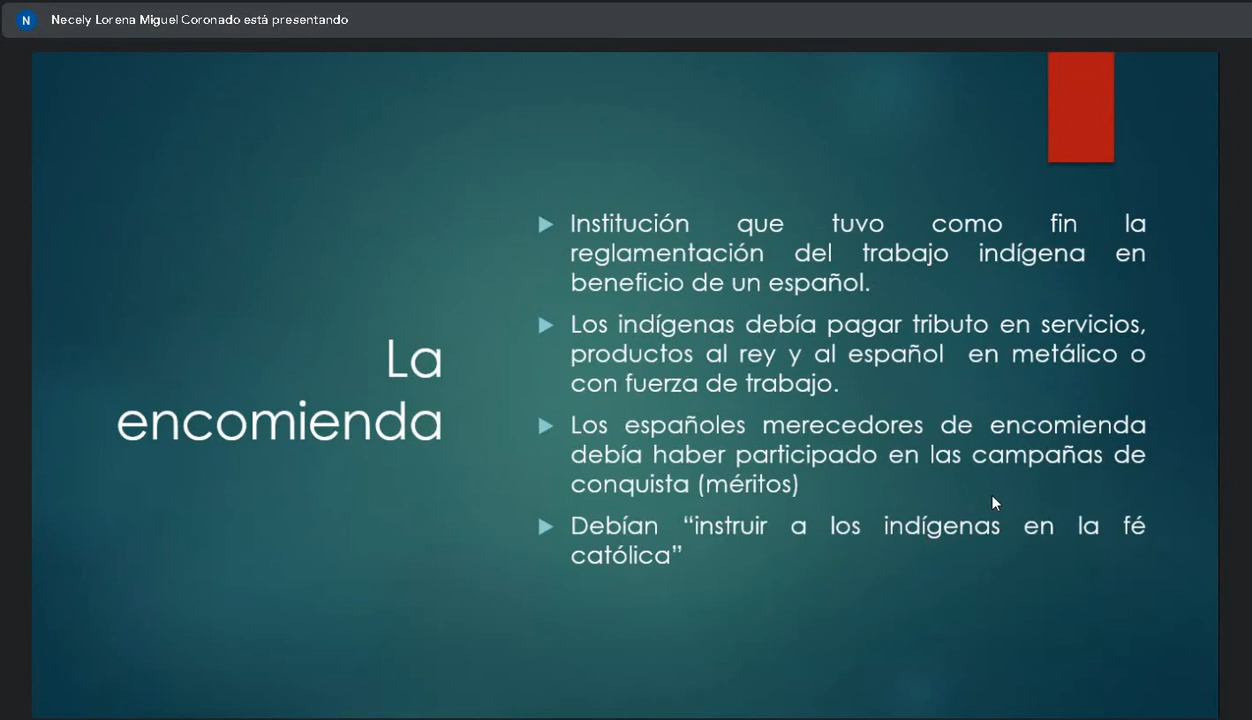 N Necely Lorena Miguel Coronado está presentando
La
encomienda
Institución que tuvo como fin la
reglamentación del trabajo indígena en
beneficio de un español.
Los indígenas debía pagar tributo en servicios,
productos al rey y al español en metálico o
con fuerza de trabajo.
Los españoles merecedores de encomienda
debía haber participado en las campañas de
conquista (méritos)
Debían “instruir a los indígenas en la fé
católica”